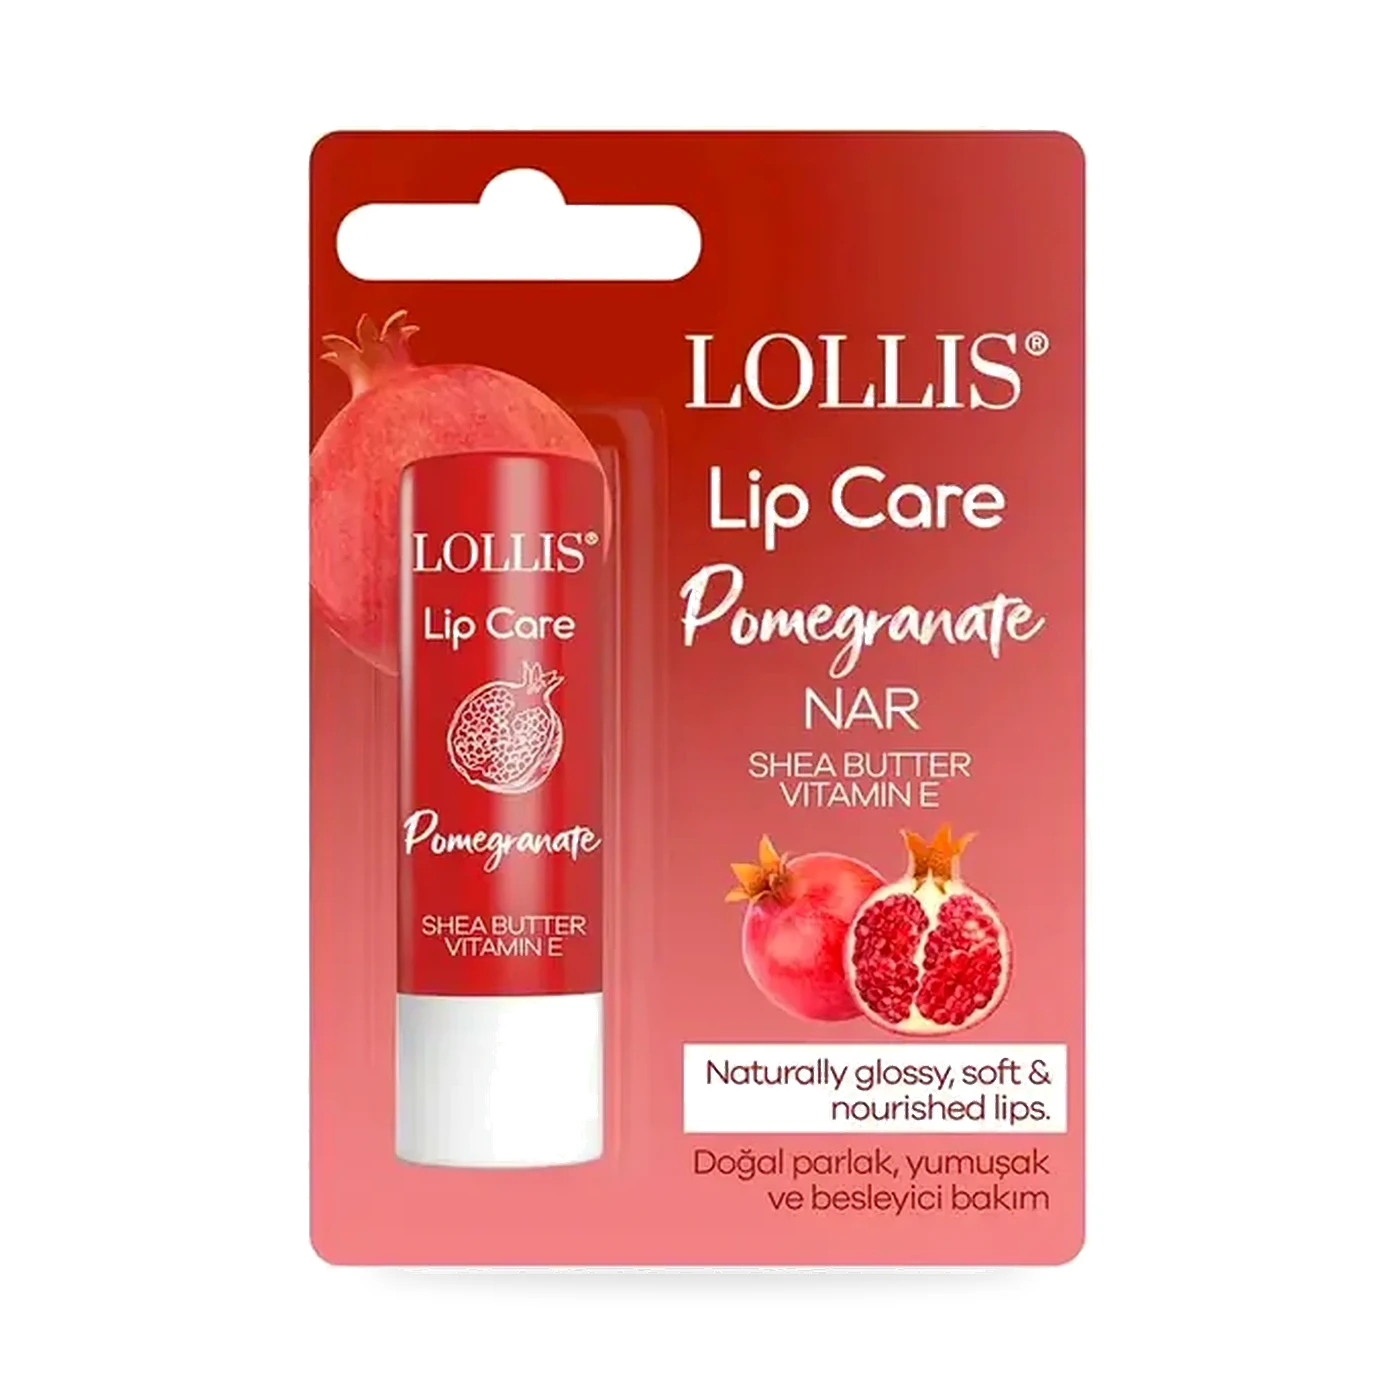 LOLLIS®
Lip Care
Pomegranate
NAR
SHEA BUTTER
VITAMIN E
Naturally glossy, soft &
nourished lips.
Doğal parlak, yumuşak
ve besleyici bakım
LOLLIS®
Lip Care
Pomegranate
SHEA BUTTER
VITAMIN E